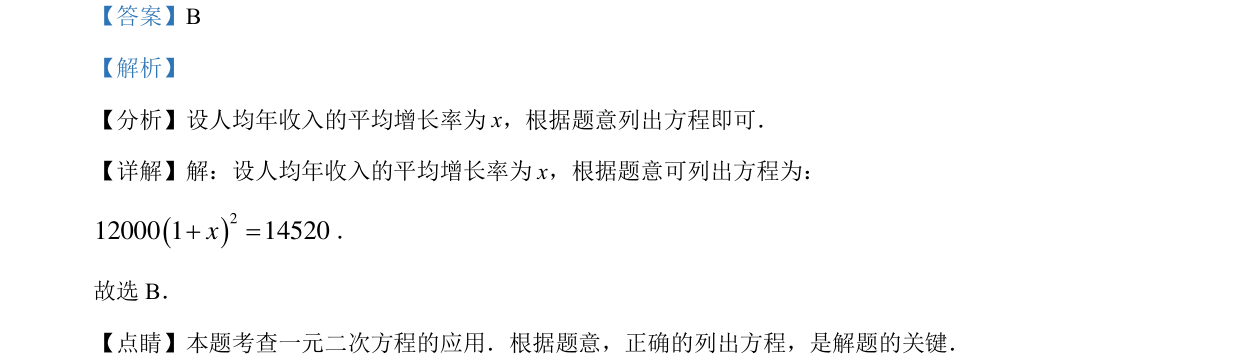 【答案】B
【解析】
【分析】设人均年收入的平均增长率为 x，根据题意列出方程即可．
【详解】解：设人均年收入的平均增长率为 x，根据题意可列出方程为：
12000(1+x)²=14520．
故选 B．
【点睛】本题考查一元二次方程的应用．根据题意，正确的列出方程，是解题的关键．